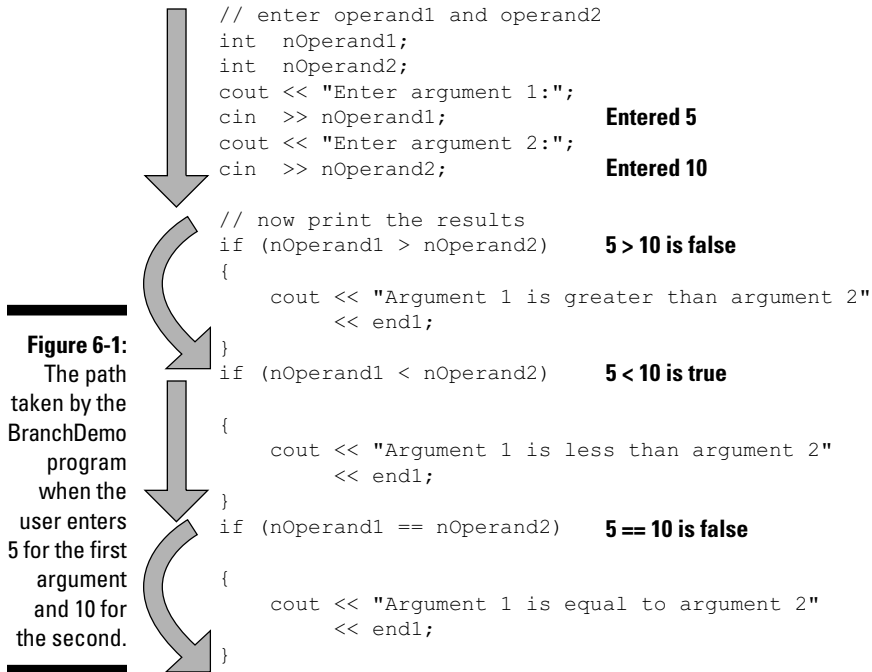 // enter operand1 and operand2
int  nOperand1;
int  nOperand2;
cout << "Enter argument 1:";
cin  >> nOperand1;
Entered 5
cout << "Enter argument 2:";
cin  >> nOperand2;
Entered 10
// now print the results
if (nOperand1 > nOperand2)
5 > 10 is false
{
cout << "Argument 1 is greater than argument 2"
<< end1;
}
if (nOperand1 < nOperand2)
5 < 10 is true
{
cout << "Argument 1 is less than argument 2"
<< end1;
}
if (nOperand1 == nOperand2)
5 == 10 is false
{
cout << "Argument 1 is equal to argument 2"
<< end1;
}
Figure 6-1:
The path
taken by the
BranchDemo
program
when the
user enters
5 for the first
argument
and 10 for
the second.